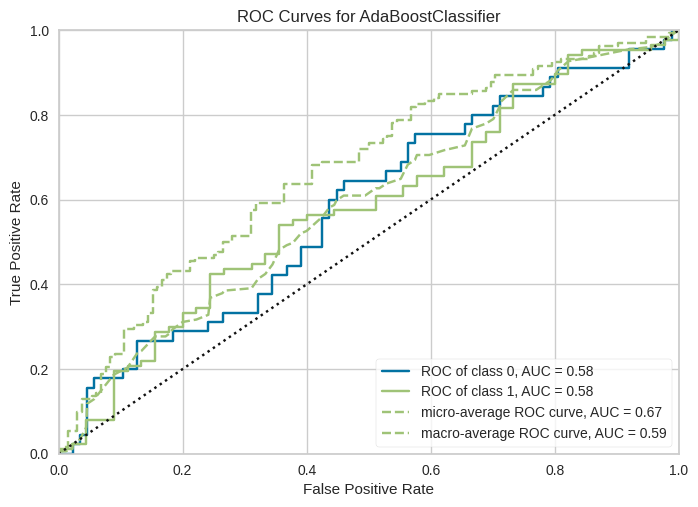 ROC Curves for AdaBoostClassifier
True Positive Rate
1.0
0.8
0.6
0.4
0.2
0.0
ROC of class 0, AUC = 0.58
ROC of class 1, AUC = 0.58
micro-average ROC curve, AUC = 0.67
macro-average ROC curve, AUC = 0.59
0.0 0.2 0.4 0.6 0.8 1.0
False Positive Rate